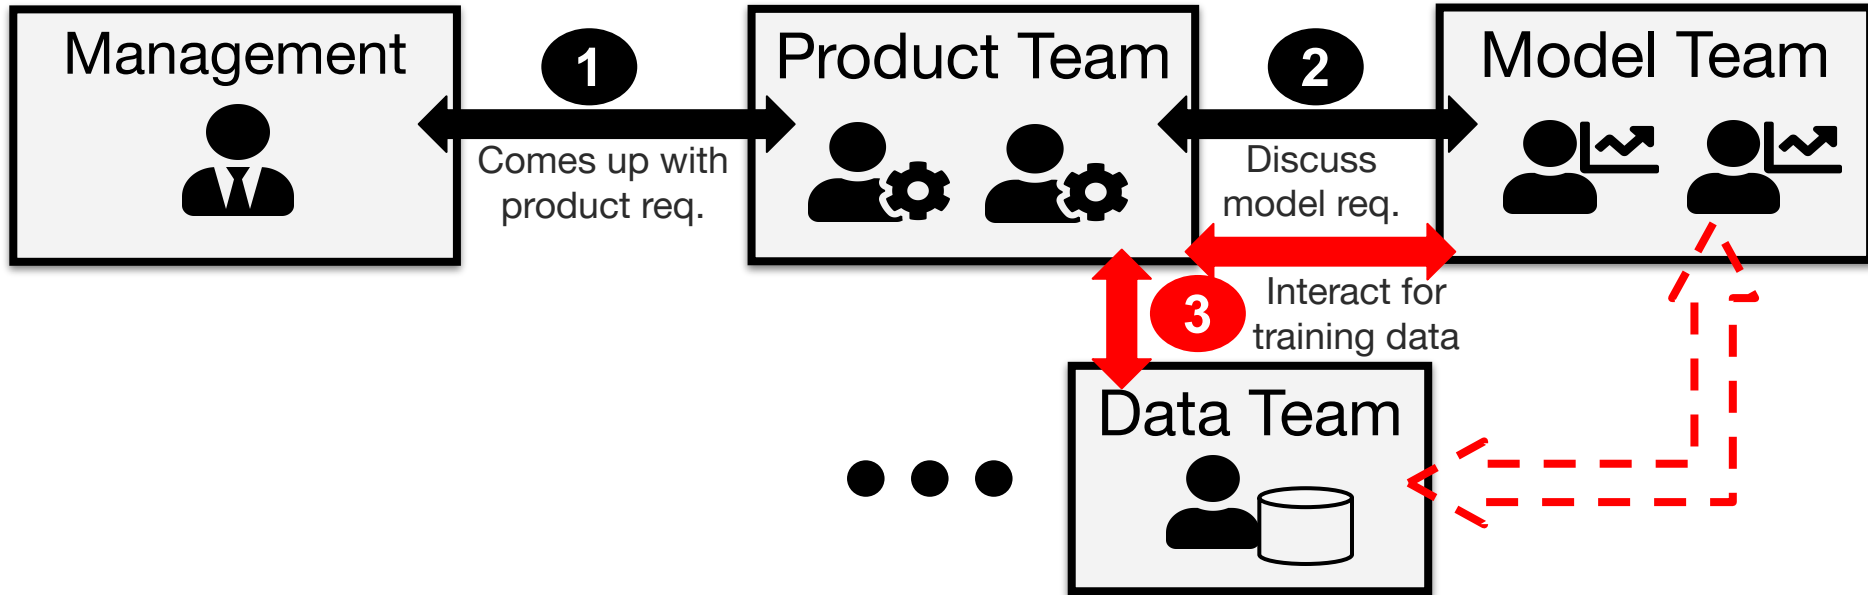 Management
1
Comes up with
product req.
Product Team
2
Discuss
model req.
Model Team
3
Interact for
training data
Data Team